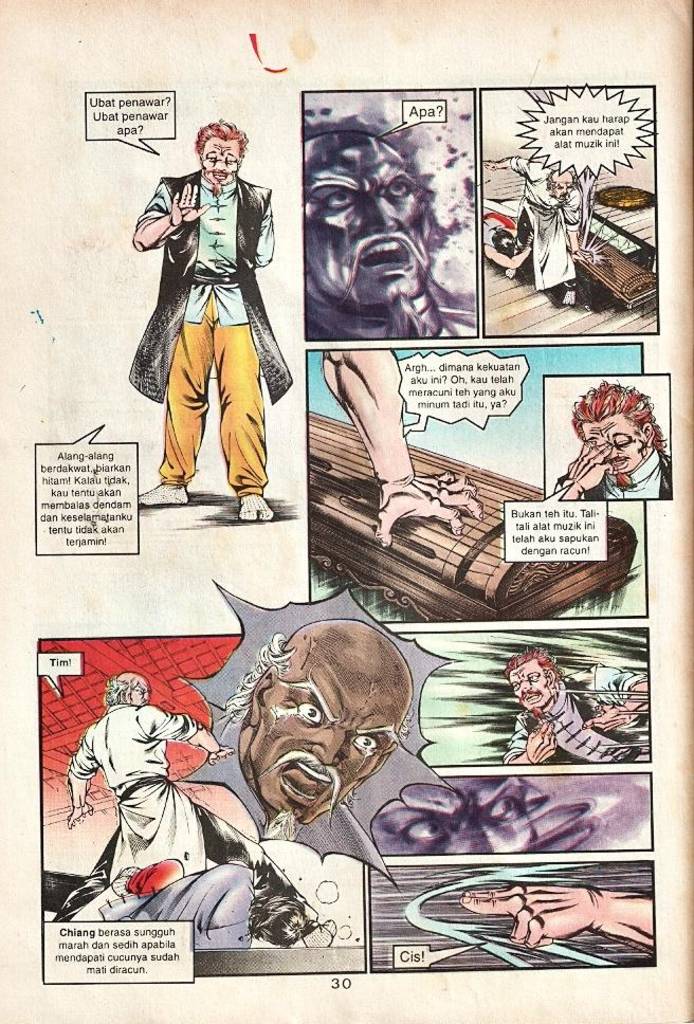 Ubat penawar?
Ubat penawar
apa?
Apa?
Jangan kau harap
akan mendapat
alat muzik ini!
Alang-alang
berdakwat, biarkan
hitam! Kalau tidak,
kau tentu akan
membalas dendam
dan keselamatanku
tentu tidak akan
terjamin!
Argh... dimana kekuatan
aku ini? Oh, kau telah
meracuni teh yang aku
minum tadi itu, ya?
Bukan teh itu. Tali-
tali alat muzik ini
telah aku sapukan
dengan racun!
Tim!
Chiang berasa sungguh
marah dan sedih apabila
mendapati cucunya sudah
mati diracun.
Cis!
30